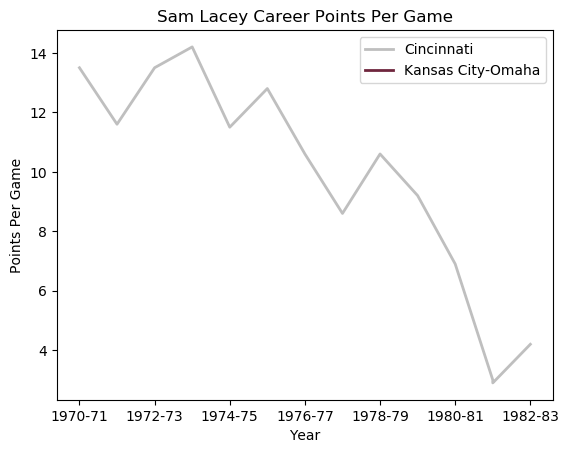 Sam Lacey Career Points Per Game
Cincinnati
Kansas City-Omaha
Points Per Game
14
12
10
8
6
4
1970-71 1972-73 1974-75 1976-77 1978-79 1980-81 1982-83
Year